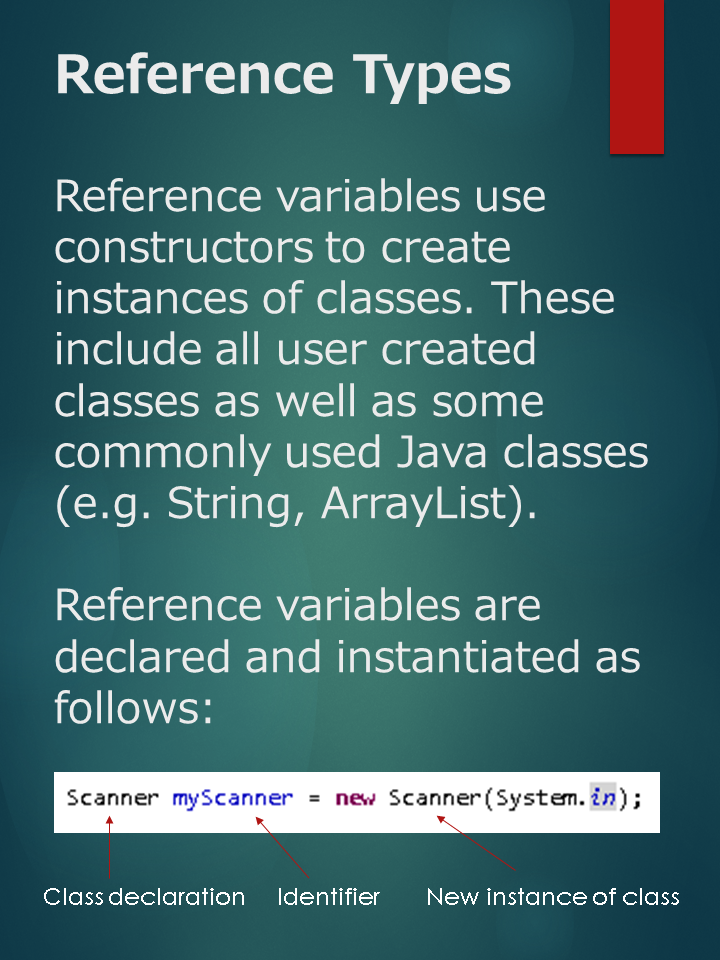 Reference Types
Reference variables use
constructors to create
instances of classes. These
include all user created
classes as well as some
commonly used Java classes
(e.g. String, ArrayList).
Reference variables are
declared and instantiated as
follows:
Scanner myScanner = new Scanner(System.in);
Class declaration Identifier New instance of class